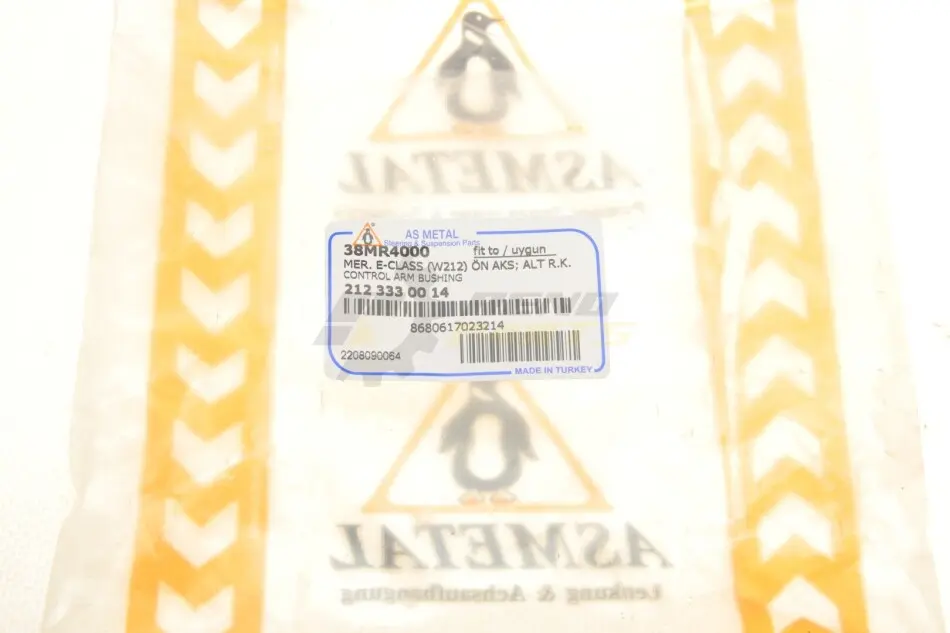 ASMETAL
AS METAL
Steering & Suspension Parts
38MR4000 fit to / uygun
MER. E-CLASS (W212) ÖN AKS; ALT R.K.
CONTROL ARM BUSHING
212 333 00 14
8680617023214
2208090064
MADE IN TURKEY
ASMETAL
Lenkung & Achsaufhangung